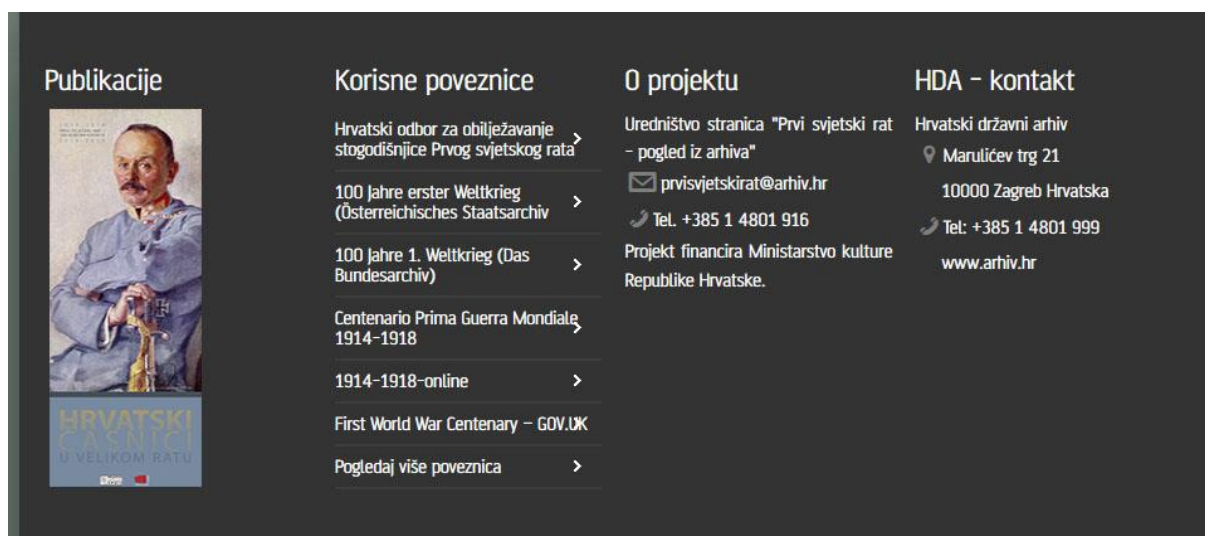 Publikacije
HRVATSKI
ČASNICI
U VELIKOM RATU
Korisne poveznice
Hrvatski odbor za obilježavanje
stogodišnjice Prvog svjetskog rata
100 Jahre erster Weltkrieg
(Österreichisches Staatsarchiv
100 Jahre 1. Weltkrieg (Das
Bundesarchiv)
Centenario Prima Guerra Mondiale
1914-1918
1914-1918-online
First World War Centenary – GOV.UK
Pogledaj više poveznica
O projektu
Uredništvo stranica "Prvi svjetski rat
- pogled iz arhiva"
prvisvjetskirat@arhiv.hr
Tel. +385 1 4801 916
Projekt financira Ministarstvo kulture
Republike Hrvatske.
HDA - kontakt
Hrvatski državni arhiv
Marulićev trg 21
10000 Zagreb Hrvatska
Tel: +385 1 4801 999
www.arhiv.hr